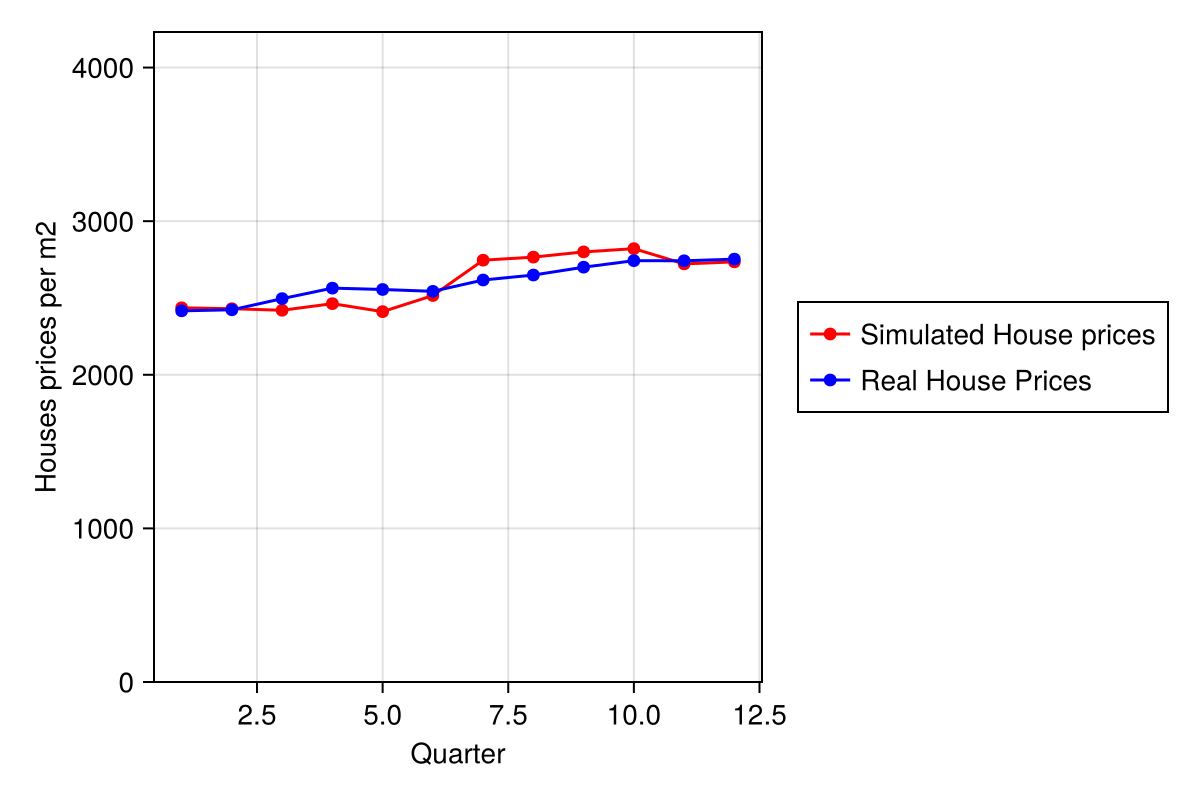 4000
3000
2000
1000
0
Houses prices per m2
2.5 5.0 7.5 10.0 12.5
Quarter
Simulated House prices
Real House Prices